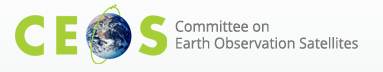 CEOS
Committee on
Earth Observation Satellites